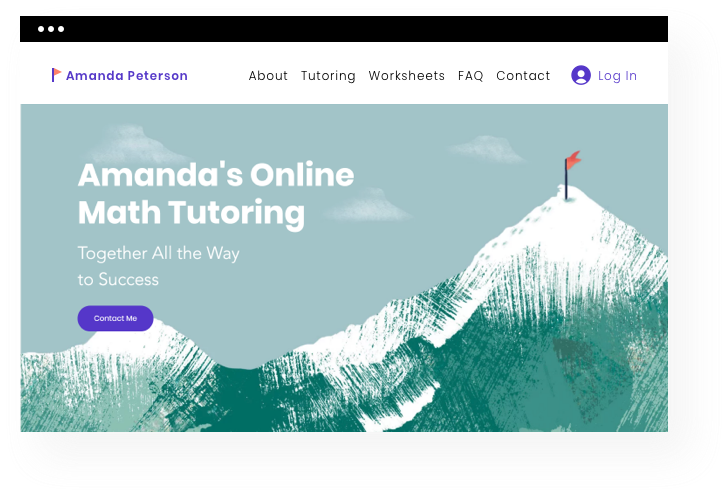 Amanda Peterson
About Tutoring Worksheets FAQ Contact Log In
Amanda's Online
Math Tutoring
Together All the Way
to Success
Contact Me